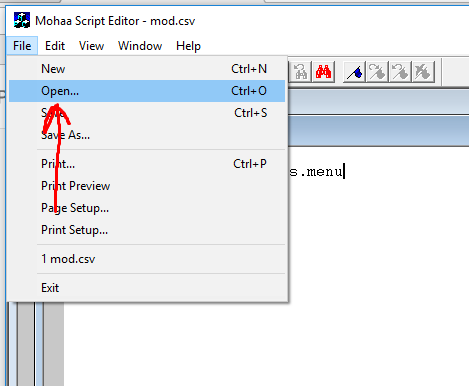 Mohaa Script Editor - mod.csv
File Edit View Window Help
New Ctrl+N
Open... Ctrl+O
Save Ctrl+S
Save As...
Print... Ctrl+P
Print Preview
Page Setup...
Print Setup...
1 mod.csv
Exit
s.menu